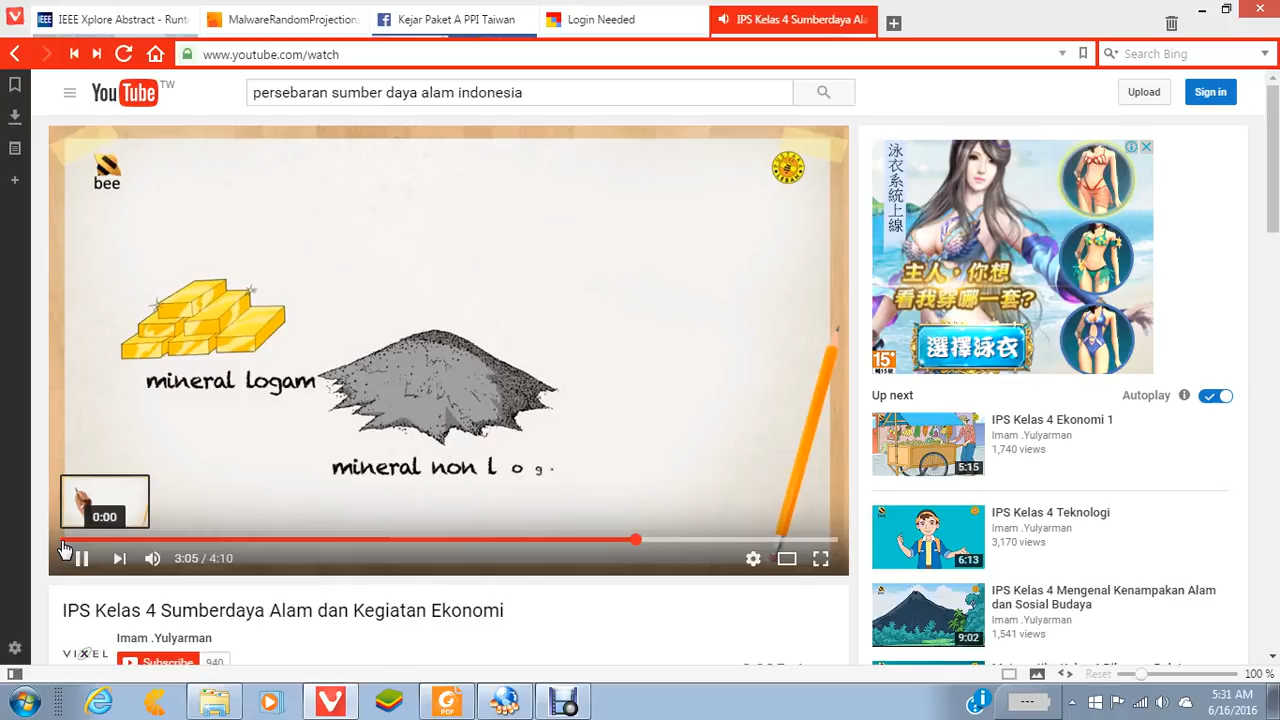 IEEE Xplore Abstract - Runt
MalwareRandomProjection
Kejar Paket A PPI Taiwan
Login Needed
IPS Kelas 4 Sumberdaya Ala
www.youtube.com/watch
Search Bing
YouTube TW
persebaran sumber daya alam indonesia
Upload
Sign in
bee
mineral logam
mineral non l o g
0:00
3:05 / 4:10
泳衣系統上線
主人，你想
看我穿哪一套?
選擇泳衣
15+
Up next
Autoplay
IPS Kelas 4 Ekonomi 1
Imam .Yulyarman
1,740 views
5:15
IPS Kelas 4 Teknologi
3,170 views
6:13
IPS Kelas 4 Mengenal Kenampakan Alam
dan Sosial Budaya
Imam .Yulyarman
1,541 views
9:02
IPS Kelas 4 Sumberdaya Alam dan Kegiatan Ekonomi
Imam .Yulyarman
VIXEL
Subscribe 940
Reset
100 %
PDF
5:31 AM
6/16/2016